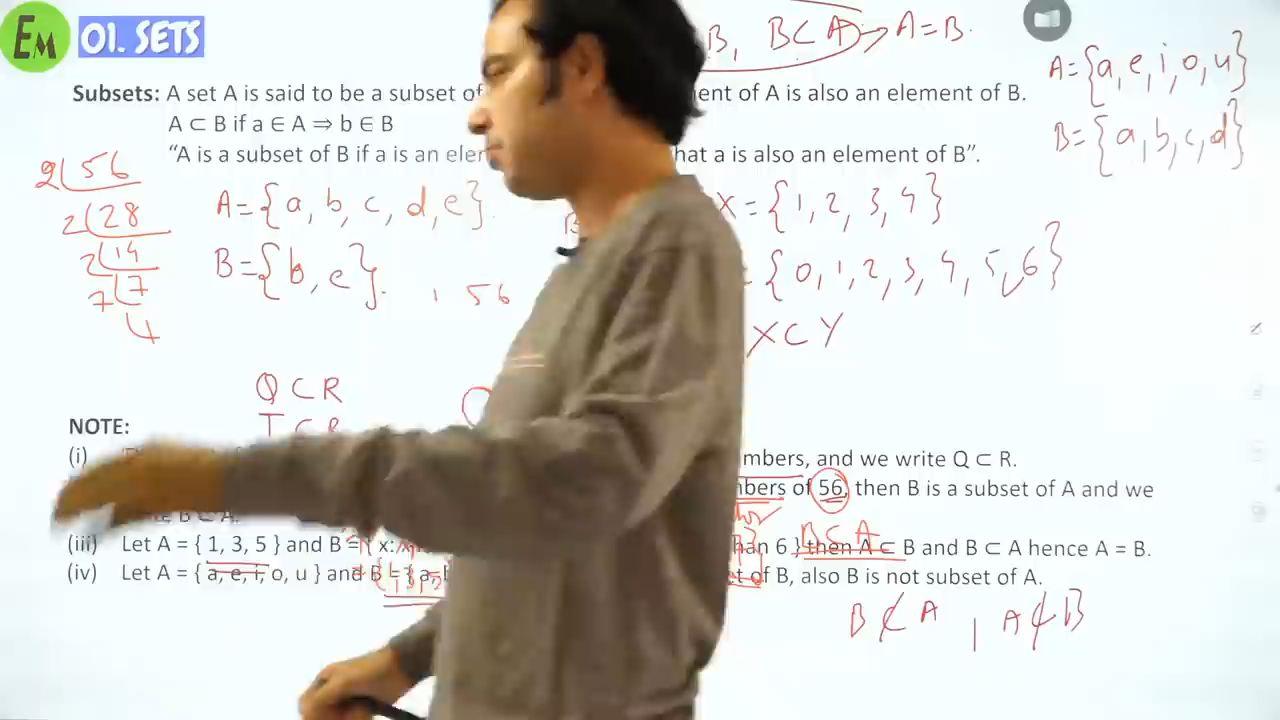 EM 01. SETS
B, B⊂A → A=B.
A={a, e, i, o, u}
Subsets: A set A is said to be a subset of ent of A is also an element of B.
A ⊂ B if a ∈ A ⇒ b ∈ B
B={a, b, c, d}
"A is a subset of B if a is an ele hat a is also an element of B".
2 56
2 28
2 14
7 7
A={a, b, c, d, e}
X={1, 2, 3, 4}
B={b, e}.
, 56
={0, 1, 2, 3, 4, 5, 6}
X⊂Y
Q⊂R
T⊂R
NOTE:
(i) mbers, and we write Q ⊂ R.
mbers of 56, then B is a subset of A and we
B ⊂ A.
B⊂A
(iii) Let A = { 1, 3, 5 } and B = { x: han 6 } then A ⊂ B and B ⊂ A hence A = B.
(iv) Let A = { a, e, i, o, u } and B = { a, of B, also B is not subset of A.
{1, 3, 5
B⊄A , A⊄B